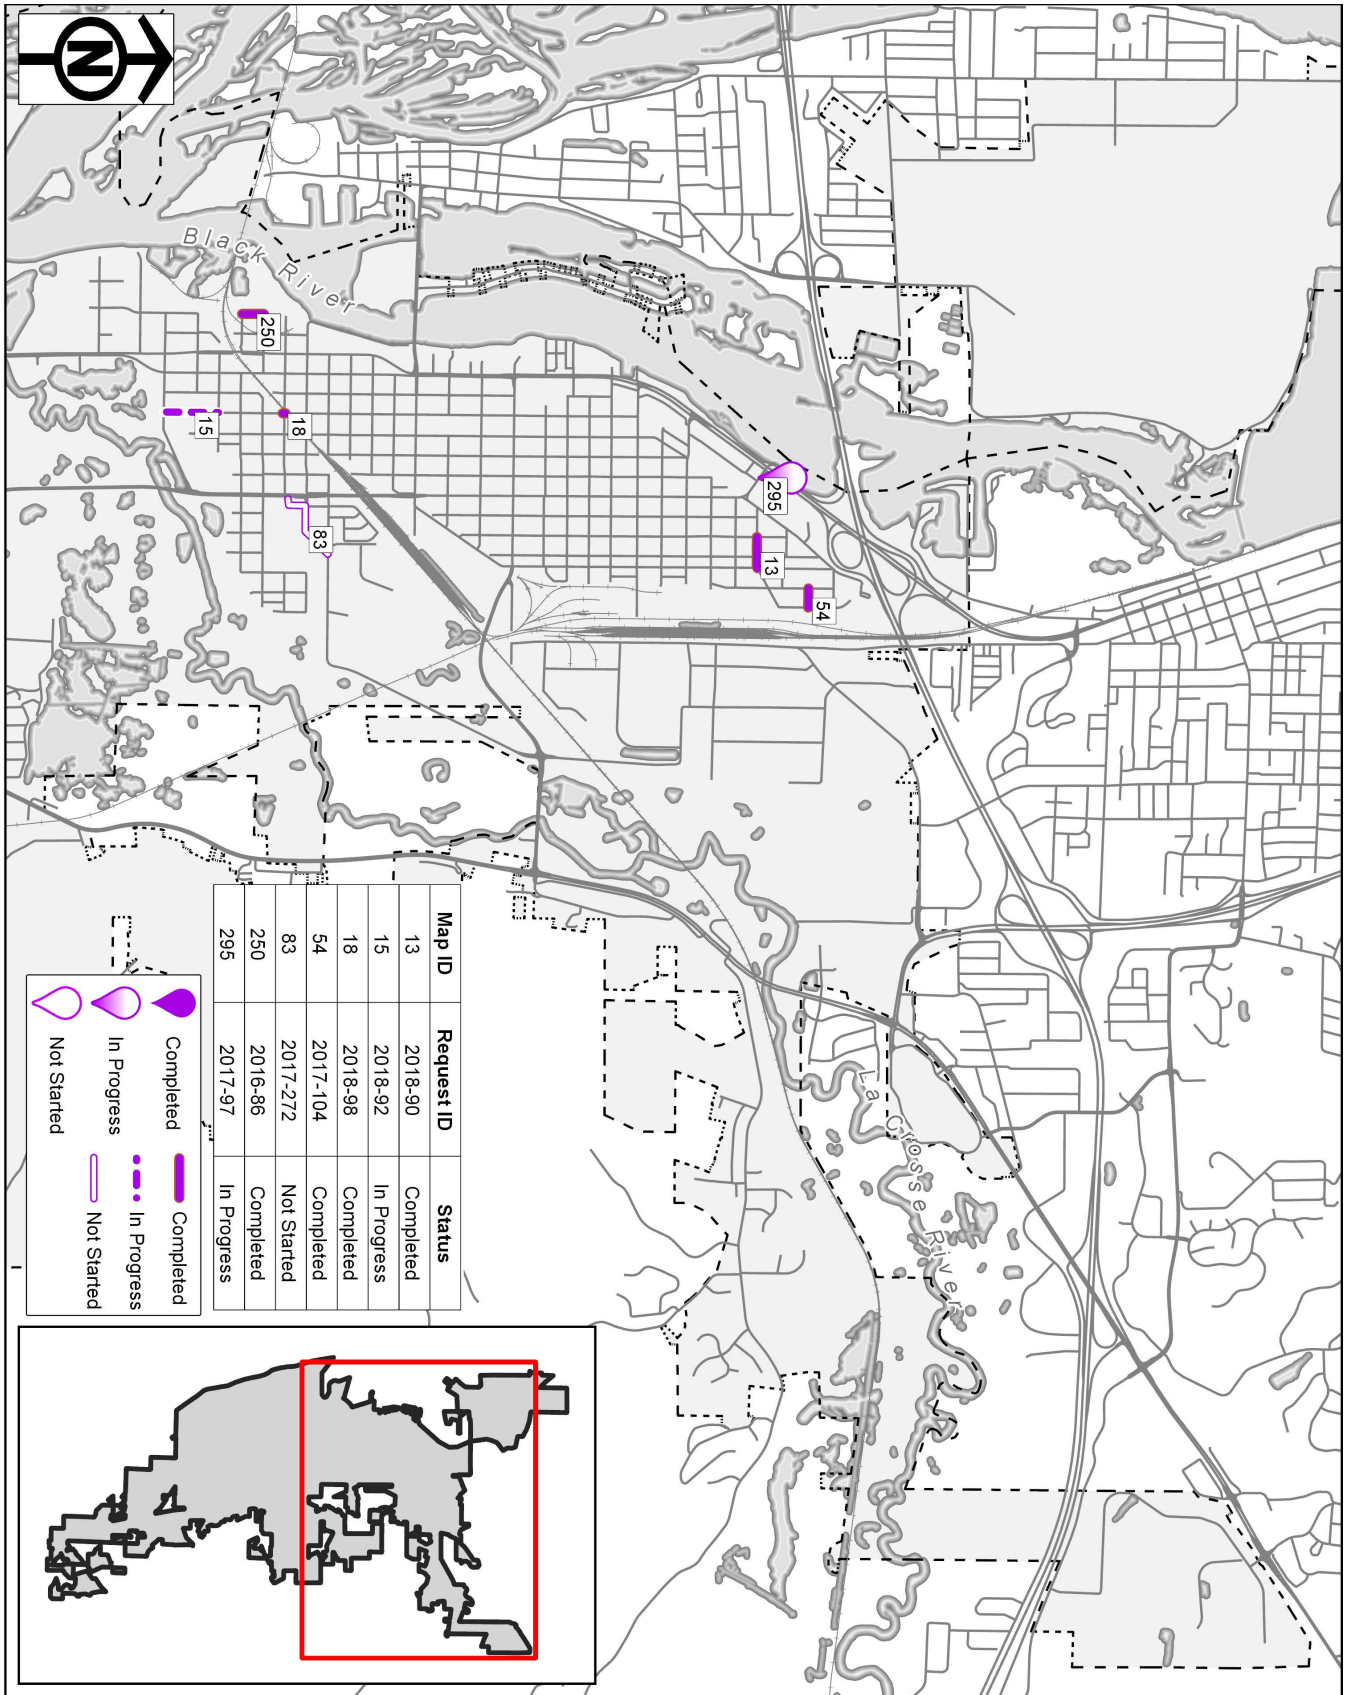 N
Black River
La Crosse River
250
18
15
83
295
13
54
Map ID Request ID Status
13 2018-90 Completed
15 2018-92 In Progress
18 2018-98 Completed
54 2017-104 Completed
83 2017-272 Not Started
250 2016-86 Completed
295 2017-97 In Progress
Completed Completed
In Progress In Progress
Not Started Not Started